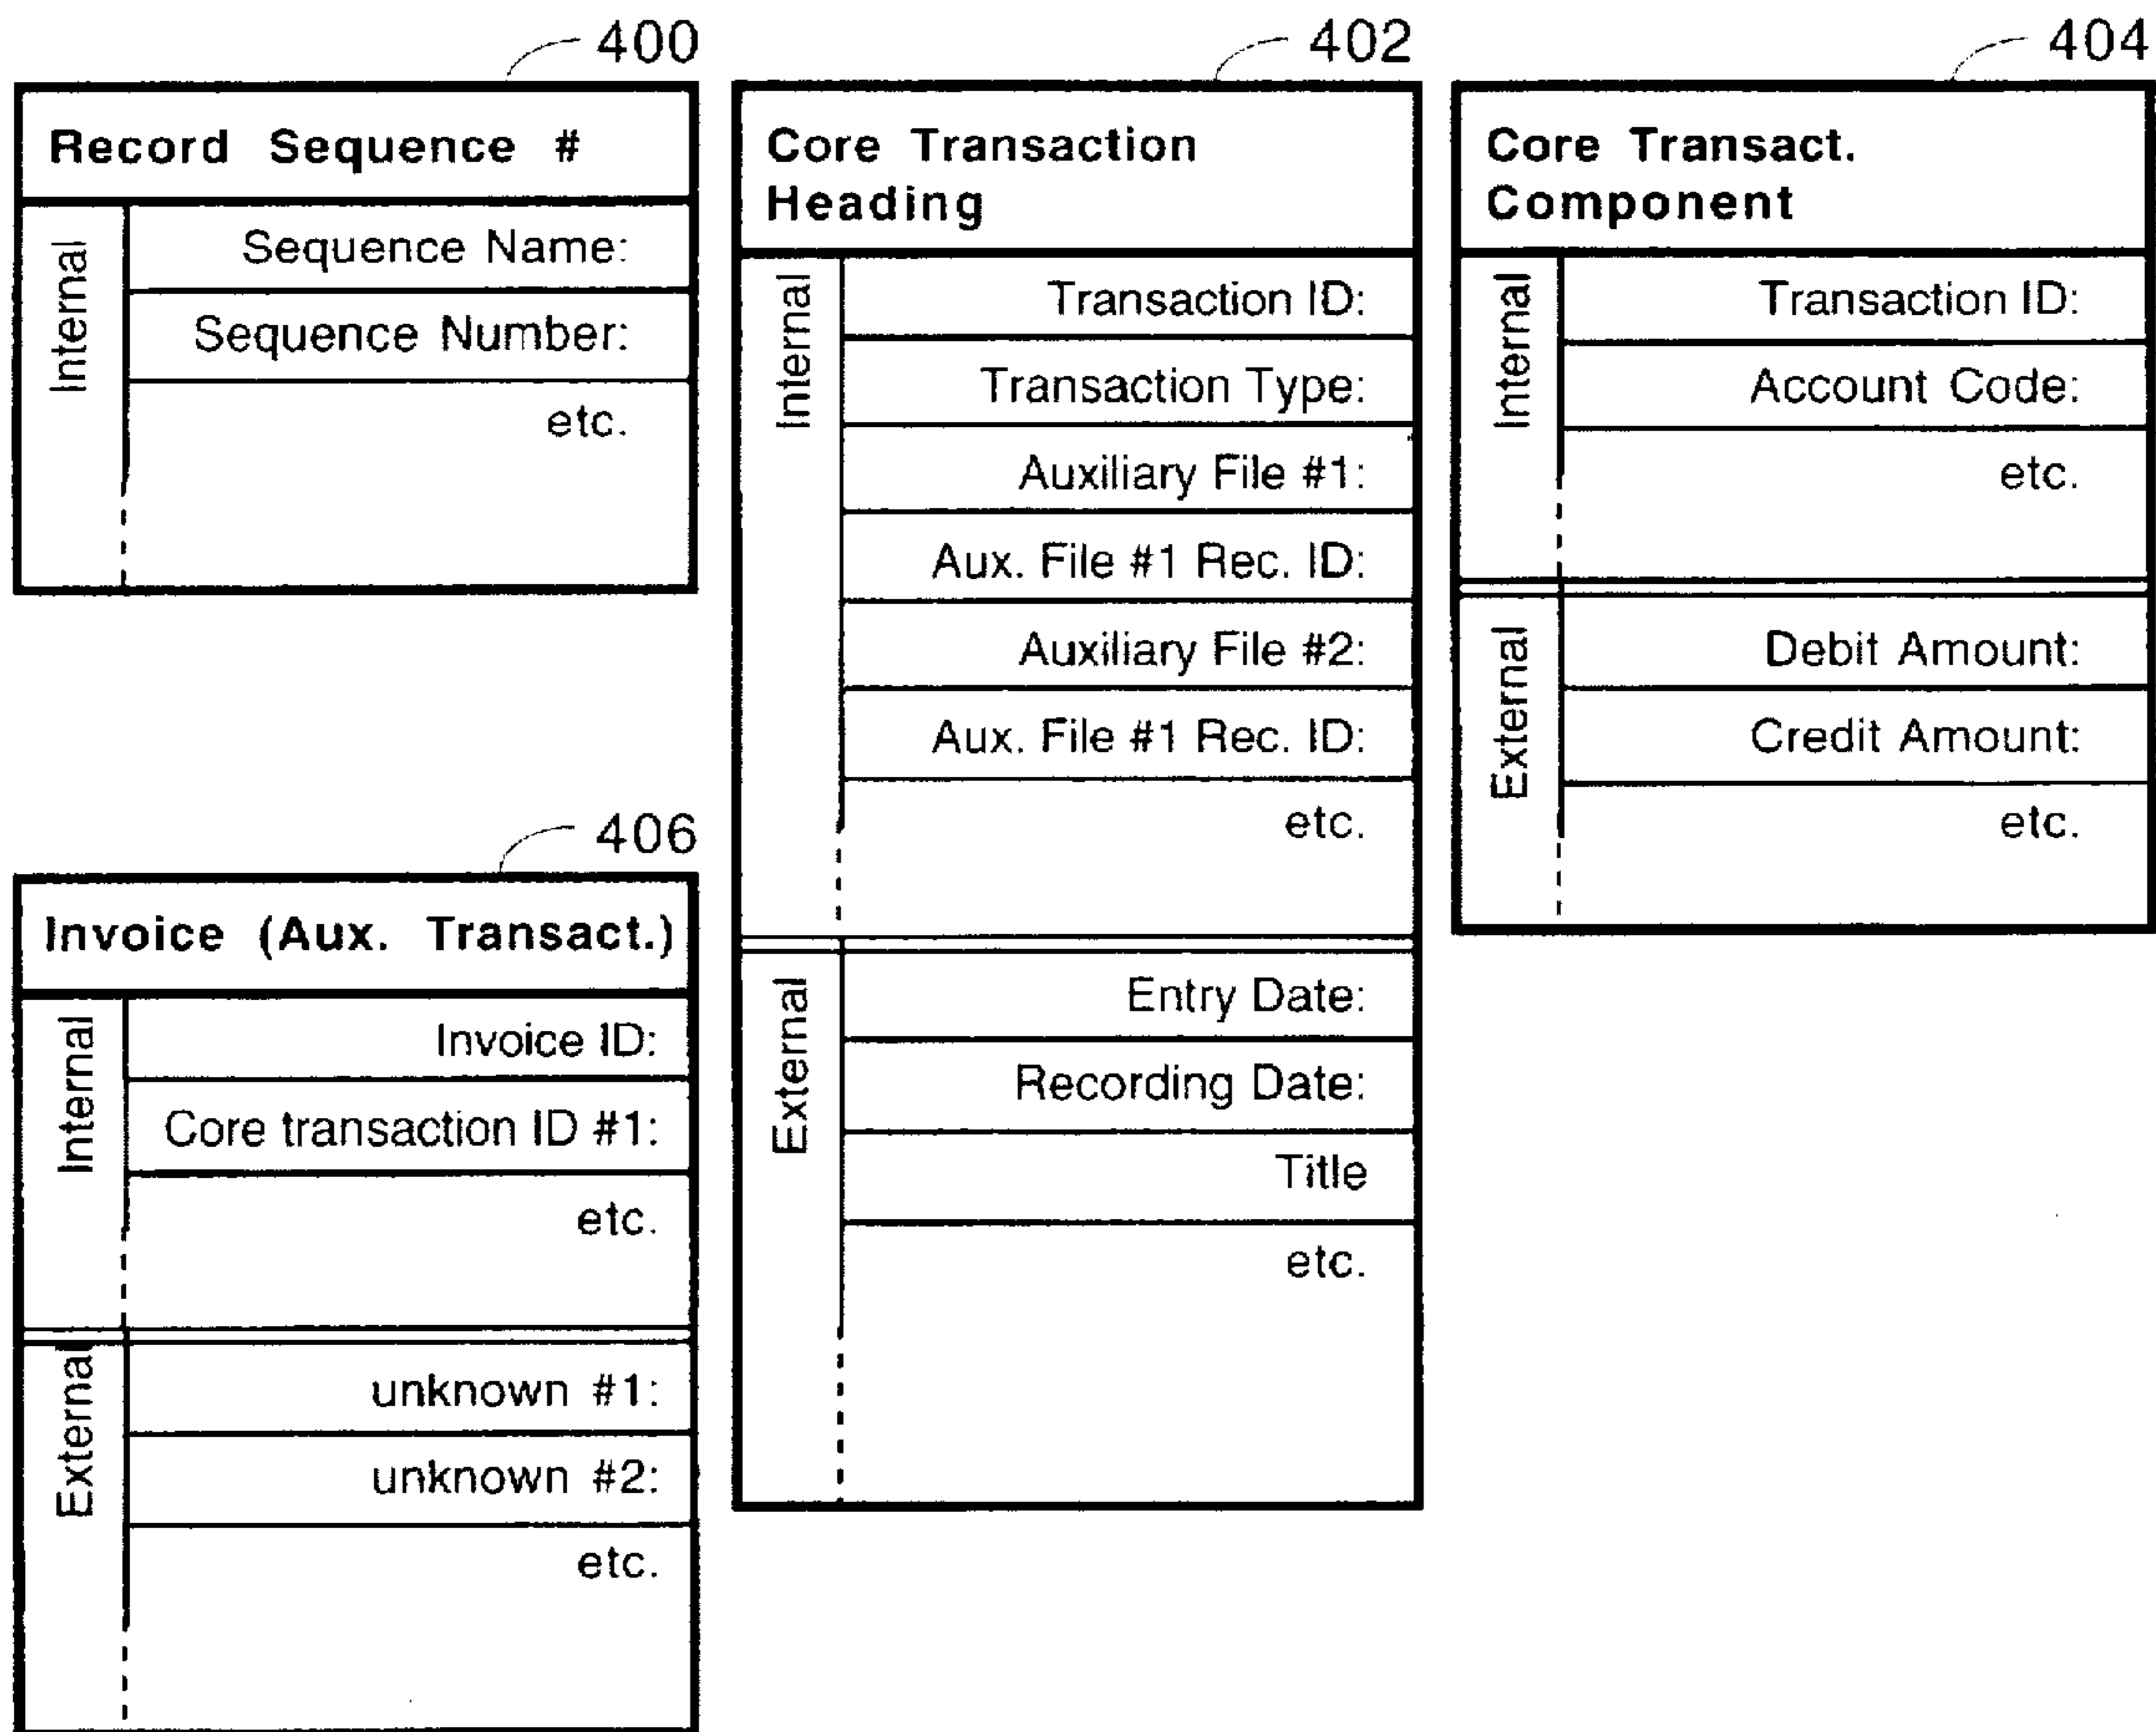 400
Record Sequence #
Internal
Sequence Name:
Sequence Number:
etc.
402
Core Transaction
Heading
Internal
Transaction ID:
Transaction Type:
Auxiliary File #1:
Aux. File #1 Rec. ID:
Auxiliary File #2:
Aux. File #1 Rec. ID:
etc.
External
Entry Date:
Recording Date:
Title
etc.
404
Core Transact.
Component
Internal
Transaction ID:
Account Code:
etc.
External
Debit Amount:
Credit Amount:
etc.
406
Invoice (Aux. Transact.)
Internal
Invoice ID:
Core transaction ID #1:
etc.
External
unknown #1:
unknown #2:
etc.